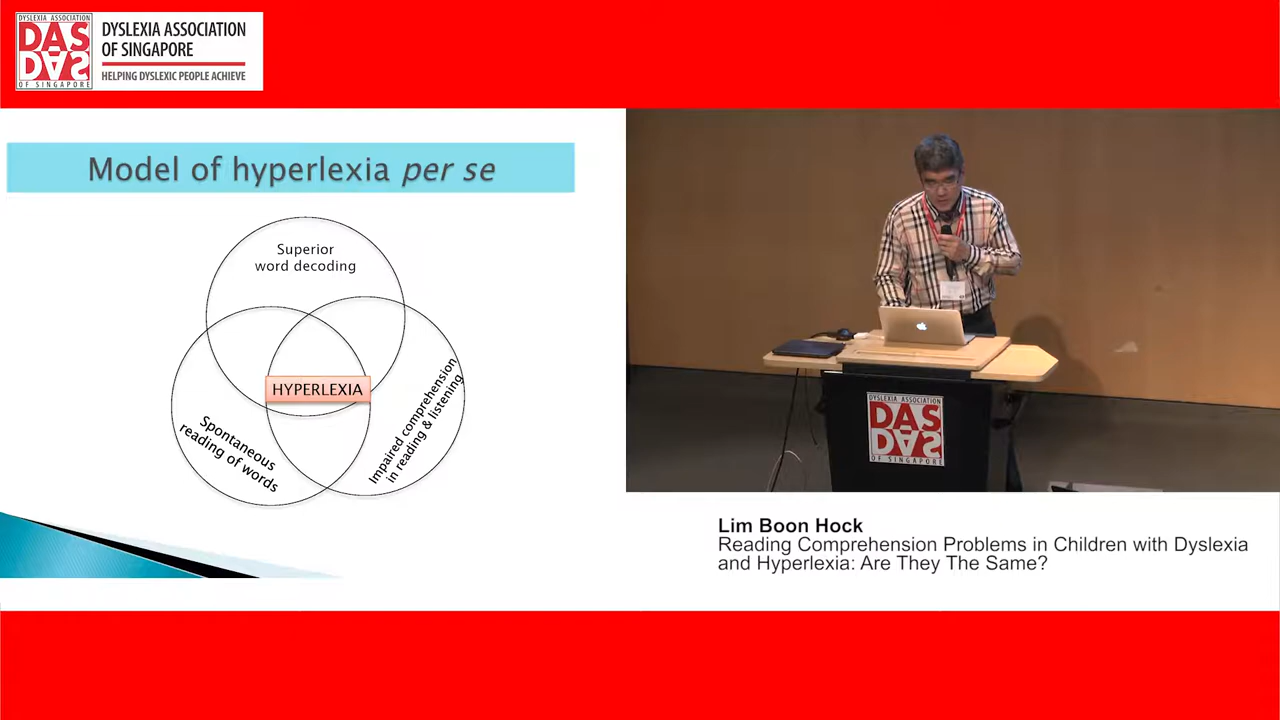 DYSLEXIA ASSOCIATION
DAS
DAS
OF SINGAPORE
DYSLEXIA ASSOCIATION
OF SINGAPORE
HELPING DYSLEXIC PEOPLE ACHIEVE
Model of hyperlexia per se
Superior
word decoding
HYPERLEXIA
Spontaneous
reading of words
Impaired comprehension
in reading & listening
DYSLEXIA ASSOCIATION
DAS
DAS
OF SINGAPORE
Lim Boon Hock
Reading Comprehension Problems in Children with Dyslexia
and Hyperlexia: Are They The Same?